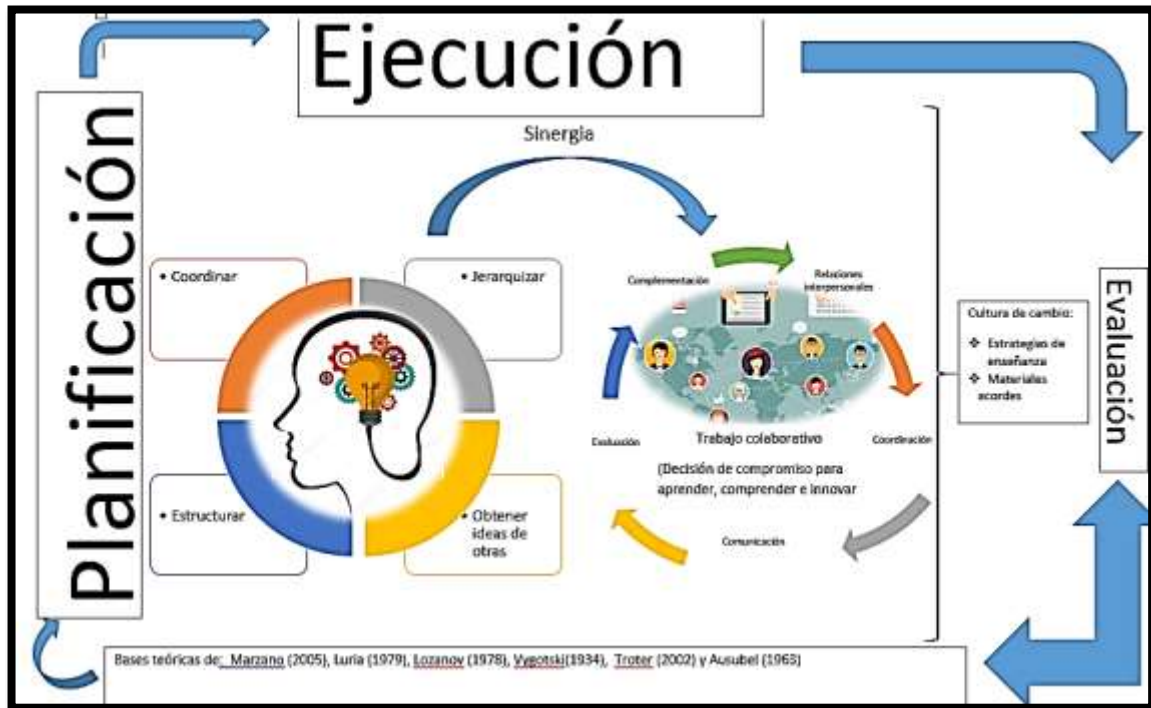 Ejecución
Planificación
Sinergia
• Coordinar
• Jerarquizar
• Estructurar
• Obtener
ideas de
otras
Complementación
Relaciones
interpersonales
Evaluación
Trabajo colaborativo
Coordinación
(Decisión de compromiso para
aprender, comprender e innovar
Comunicación
Cultura de cambio:
❖ Estrategias de
enseñanza
❖ Materiales
acordes
Evaluación
Bases teóricas de: Marzano (2005), Luria (1979), Lozanov (1978), Vygotski(1934), Troter (2002) y Ausubel (1963)